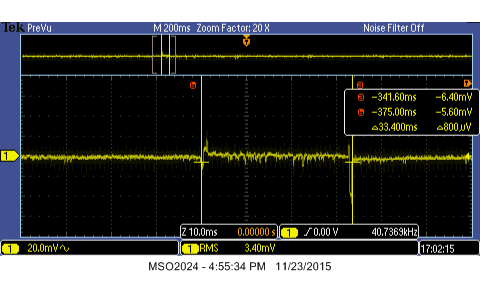 Tek PreVu M 200ms Zoom Factor: 20 X Noise Filter Off
a -341.60ms -6.40mV
b -375.00ms -5.60mV
△33.400ms △800µV
1
Z 10.0ms 0.00000 s 1 ∫ 0.00 V 40.7369kHz
1 20.0mV∿ 1 RMS 3.40mV 17:02:15
MSO2024 - 4:55:34 PM 11/23/2015